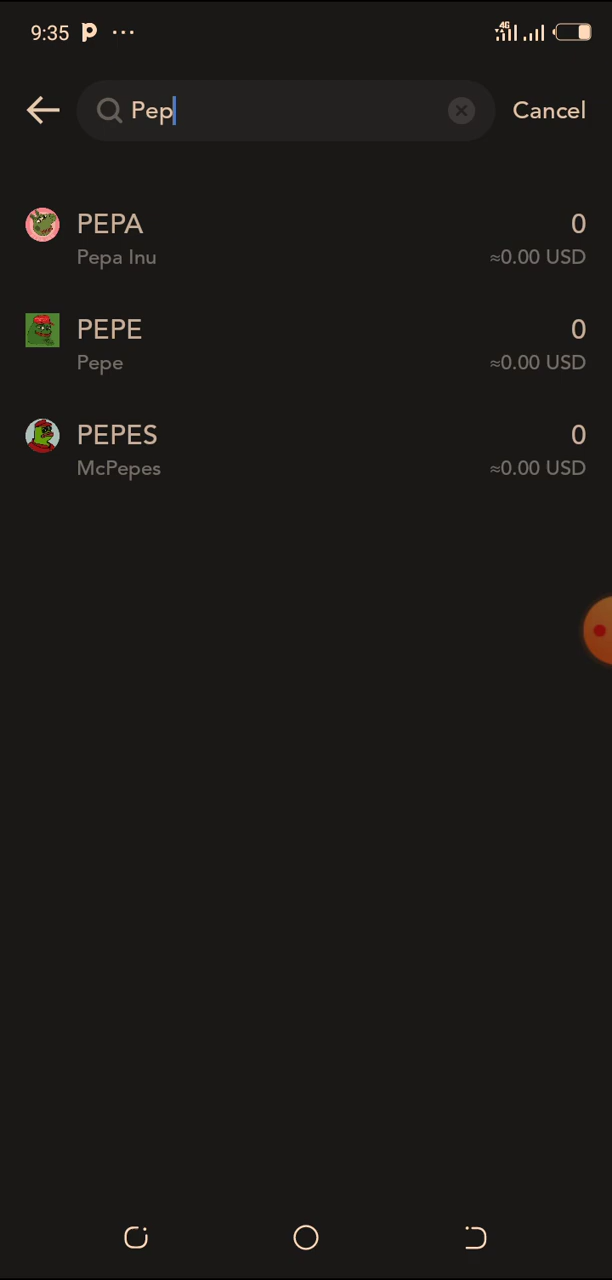 9:35 ... 4G
Pep Cancel
PEPA 0
Pepa Inu ≈0.00 USD
PEPE 0
Pepe ≈0.00 USD
PEPES 0
McPepes ≈0.00 USD